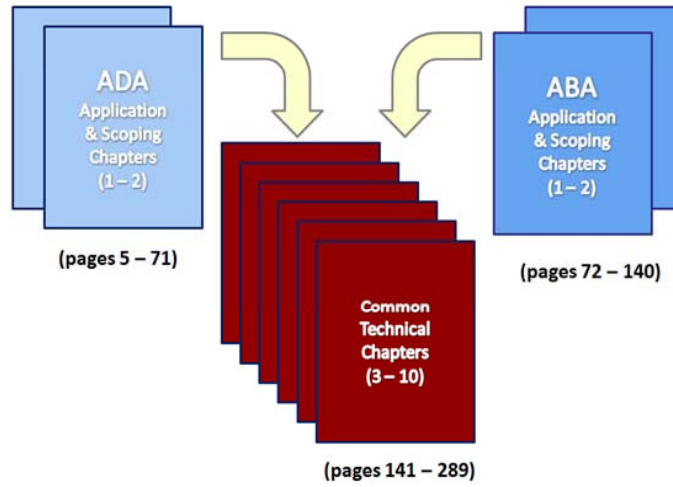 ADA
Application
& Scoping
Chapters
(1 – 2)
(pages 5 – 71)
ABA
Application
& Scoping
Chapters
(1 – 2)
(pages 72 – 140)
Common
Technical
Chapters
(3 – 10)
(pages 141 – 289)